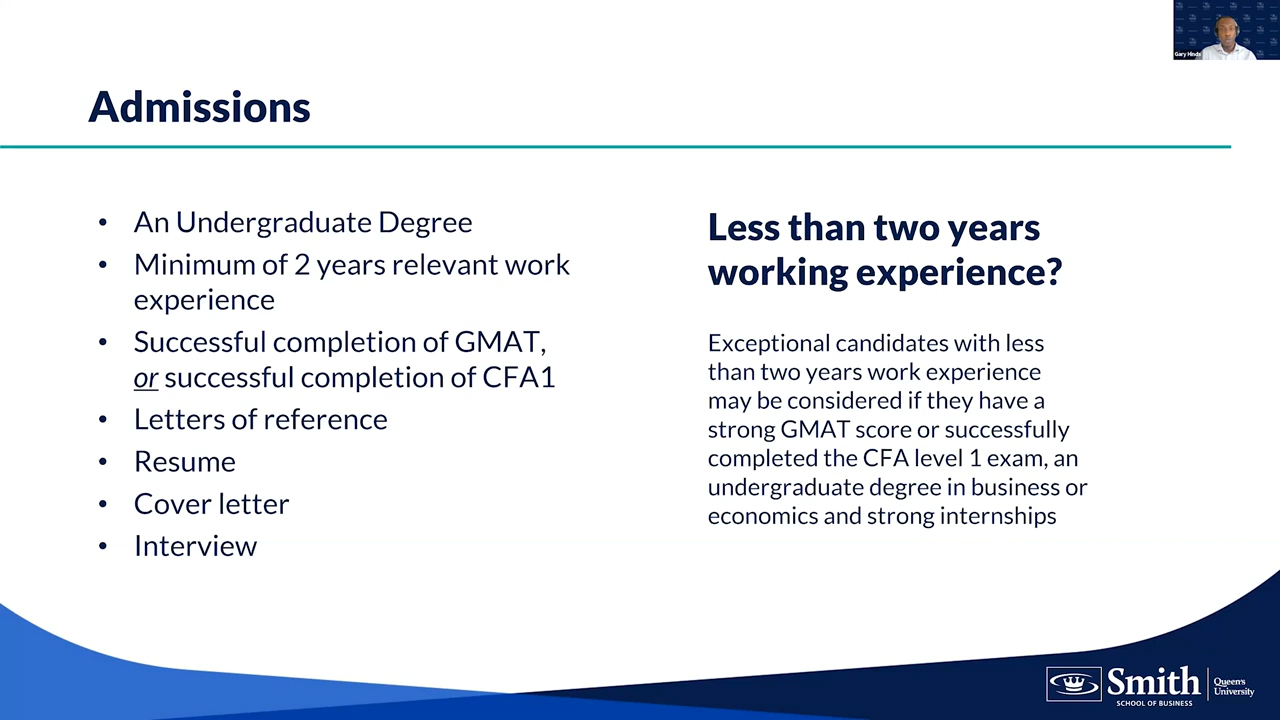 Gary Hinds
Admissions
• An Undergraduate Degree
• Minimum of 2 years relevant work
experience
• Successful completion of GMAT,
or successful completion of CFA1
• Letters of reference
• Resume
• Cover letter
• Interview
Less than two years
working experience?
Exceptional candidates with less
than two years work experience
may be considered if they have a
strong GMAT score or successfully
completed the CFA level 1 exam, an
undergraduate degree in business or
economics and strong internships
Smith
SCHOOL OF BUSINESS
Queen's
University